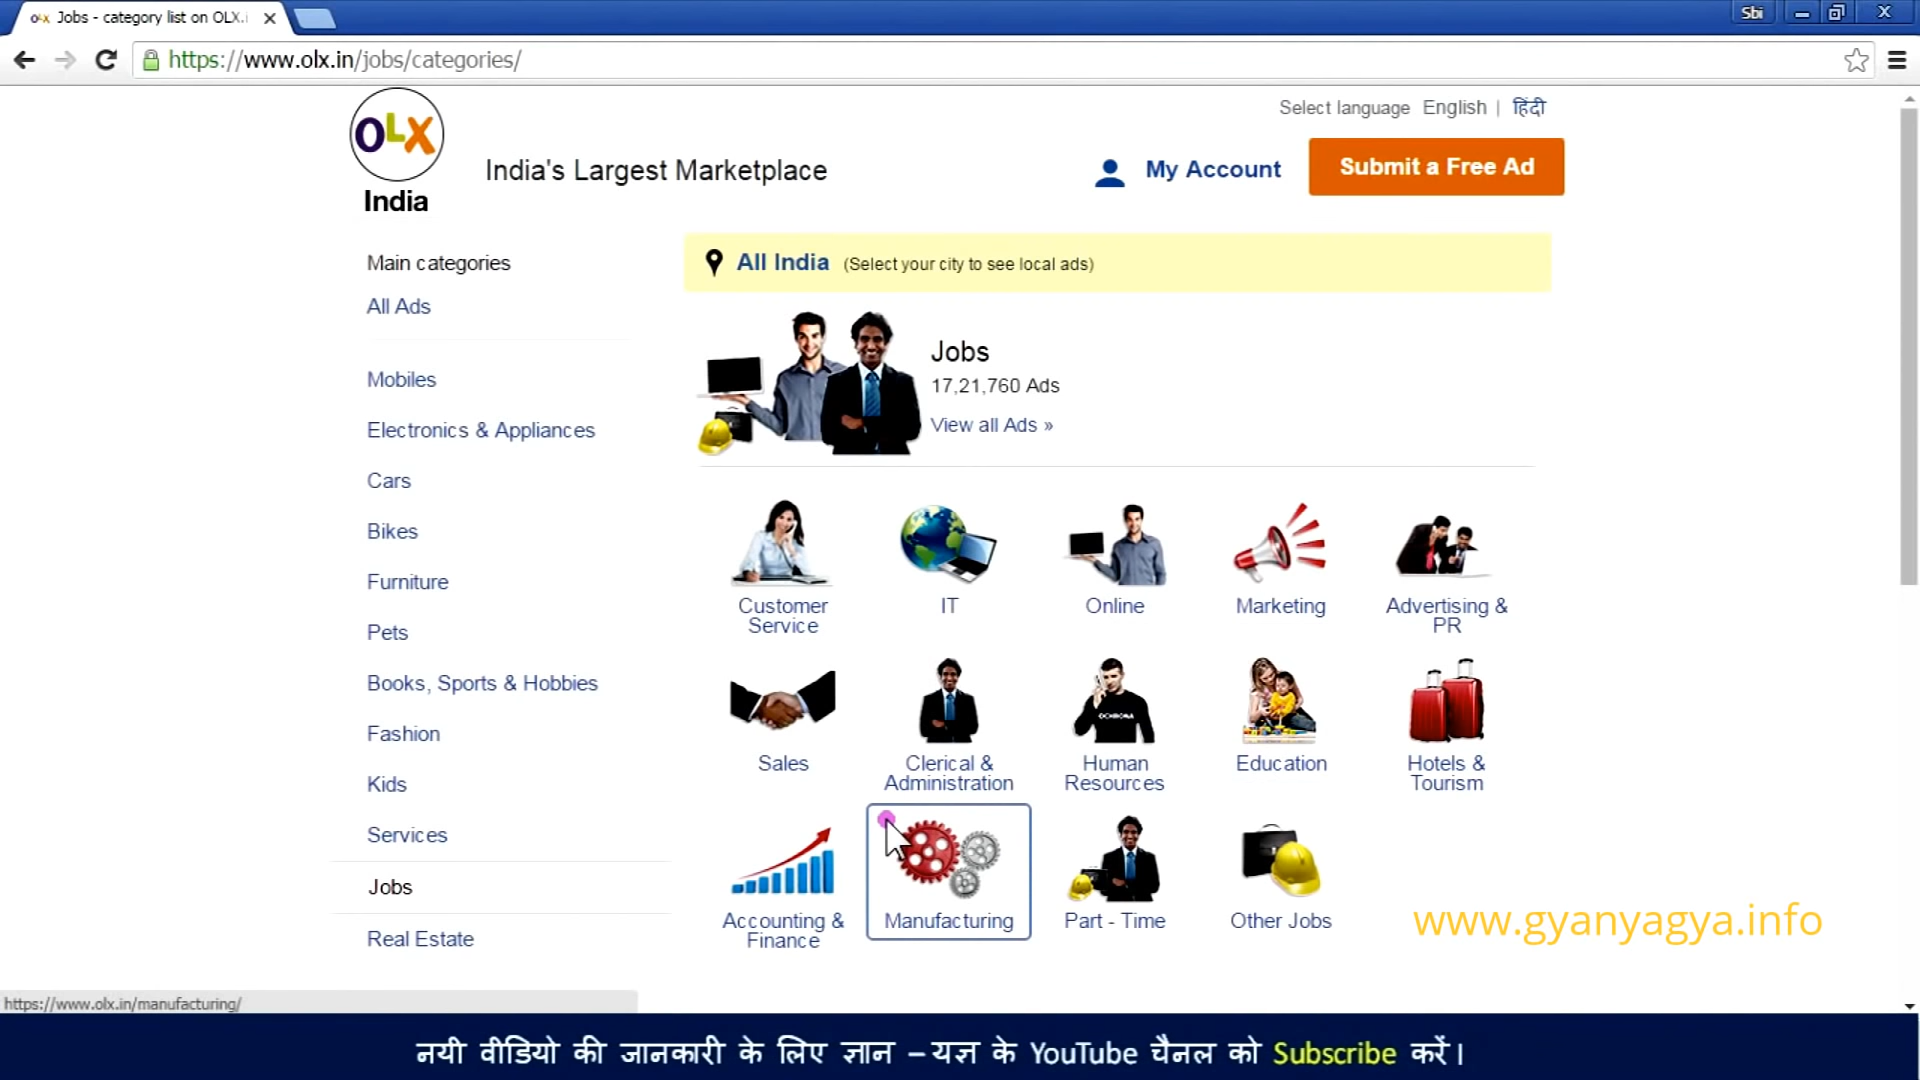 Jobs - category list on OLX.i
Sbi
https://www.olx.in/jobs/categories/
OLX
India
India's Largest Marketplace
Select language English | हिंदी
My Account
Submit a Free Ad
Main categories
All Ads
Mobiles
Electronics & Appliances
Cars
Bikes
Furniture
Pets
Books, Sports & Hobbies
Fashion
Kids
Services
Jobs
Real Estate
All India (Select your city to see local ads)
Jobs
17,21,760 Ads
View all Ads »
Customer
Service
IT
Online
Marketing
Advertising &
PR
Sales
Clerical &
Administration
OCHRONA
Human
Resources
Education
Hotels &
Tourism
Accounting &
Finance
Manufacturing
Part - Time
Other Jobs
www.gyanyagya.info
https://www.olx.in/manufacturing/
नयी वीडियो की जानकारी के लिए ज्ञान – यज्ञ के YouTube चैनल को Subscribe करें।